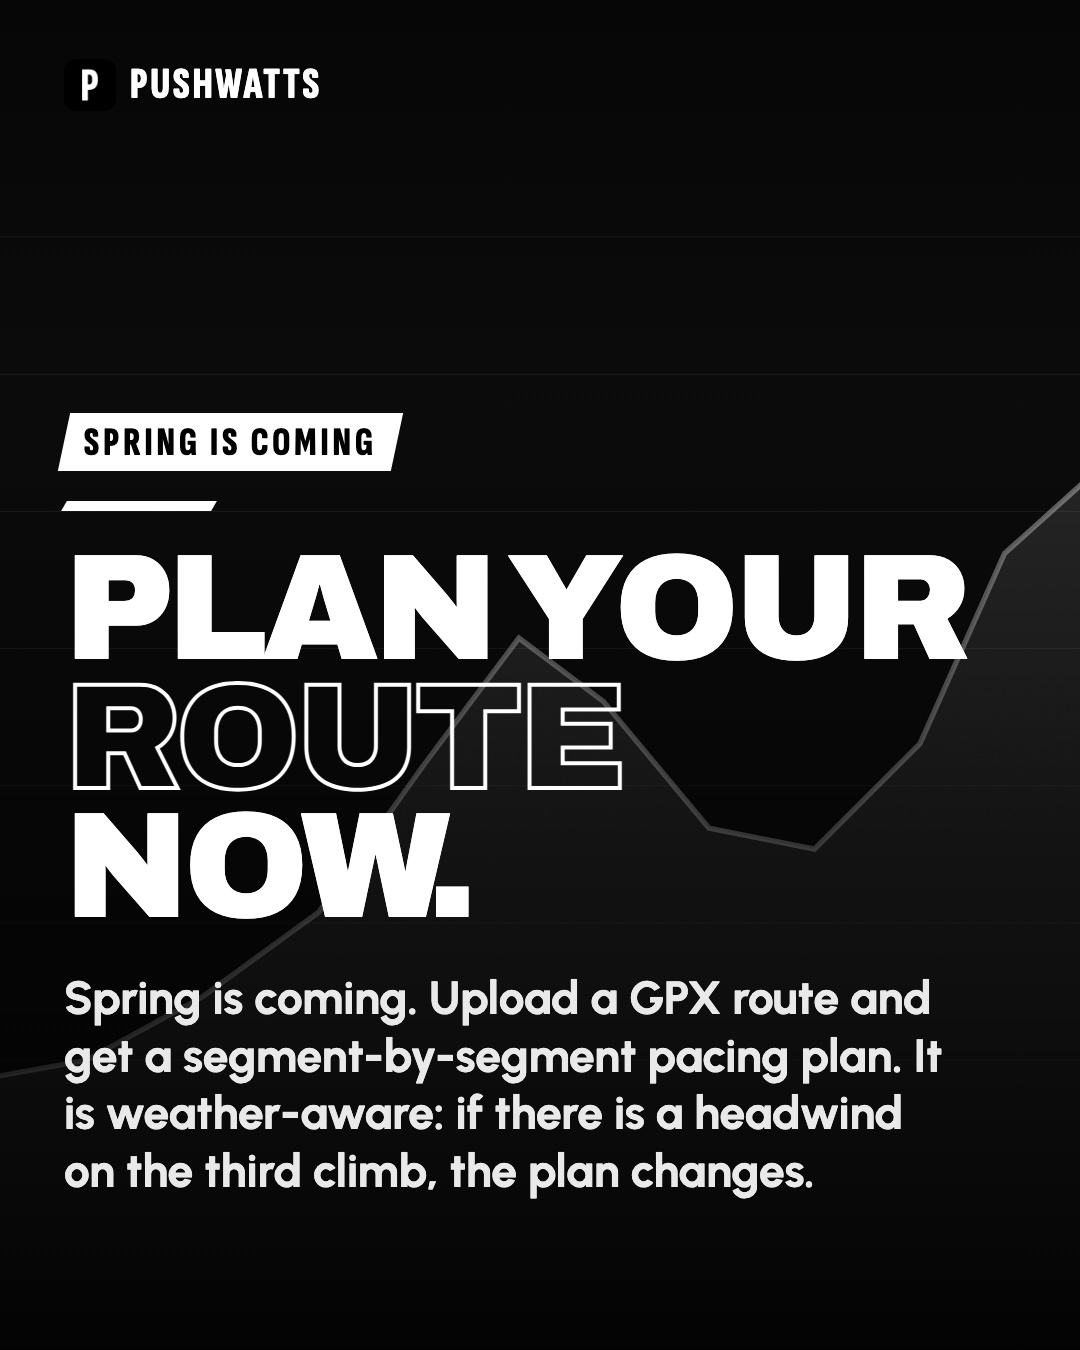 P PUSHWATTS
SPRING IS COMING
PLAN YOUR
ROUTE
NOW.
Spring is coming. Upload a GPX route and
get a segment-by-segment pacing plan. It
is weather-aware: if there is a headwind
on the third climb, the plan changes.